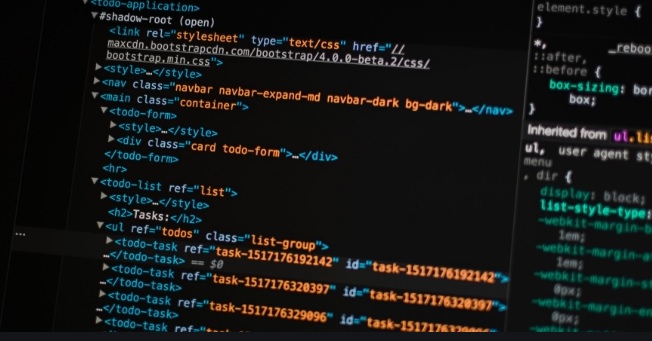 <todo-application>
▼#shadow-root (open)
<link rel="stylesheet" type="text/css" href="//
maxcdn.bootstrapcdn.com/bootstrap/4.0.0-beta.2/css/
bootstrap.min.css">
▶<style>…</style>
▶<nav class="navbar navbar-expand-md navbar-dark bg-dark">…</nav>
▼<main class="container">
▼<todo-form>
▶<style>…</style>
▶<div class="card todo-form">…</div>
</todo-form>
<hr>
▼<todo-list ref="list">
▶<style>…</style>
<h2>Tasks:</h2>
▼<ul ref="todos" class="list-group">
…
▶<todo-task ref="task-1517176192142" id="task-1517176192142">
…</todo-task> == $0
▶<todo-task ref="task-1517176320397" id="task-1517176320397">
…</todo-task>
▶<todo-task ref="task-1517176329096" id="task-1517176329096">
…</todo-task>
▶<todo-task
element.style {
}
*,
_reboo
::after,
::before {
box-sizing: bor
box;
}
Inherited from ul.lis
ul, user agent sty
menu
, dir {
display: block;
list-style-type:
-webkit-margin-b
1em;
-webkit-margin-a
1em;
-webkit-margin-s
0px;
-webkit-margin-en
0px;